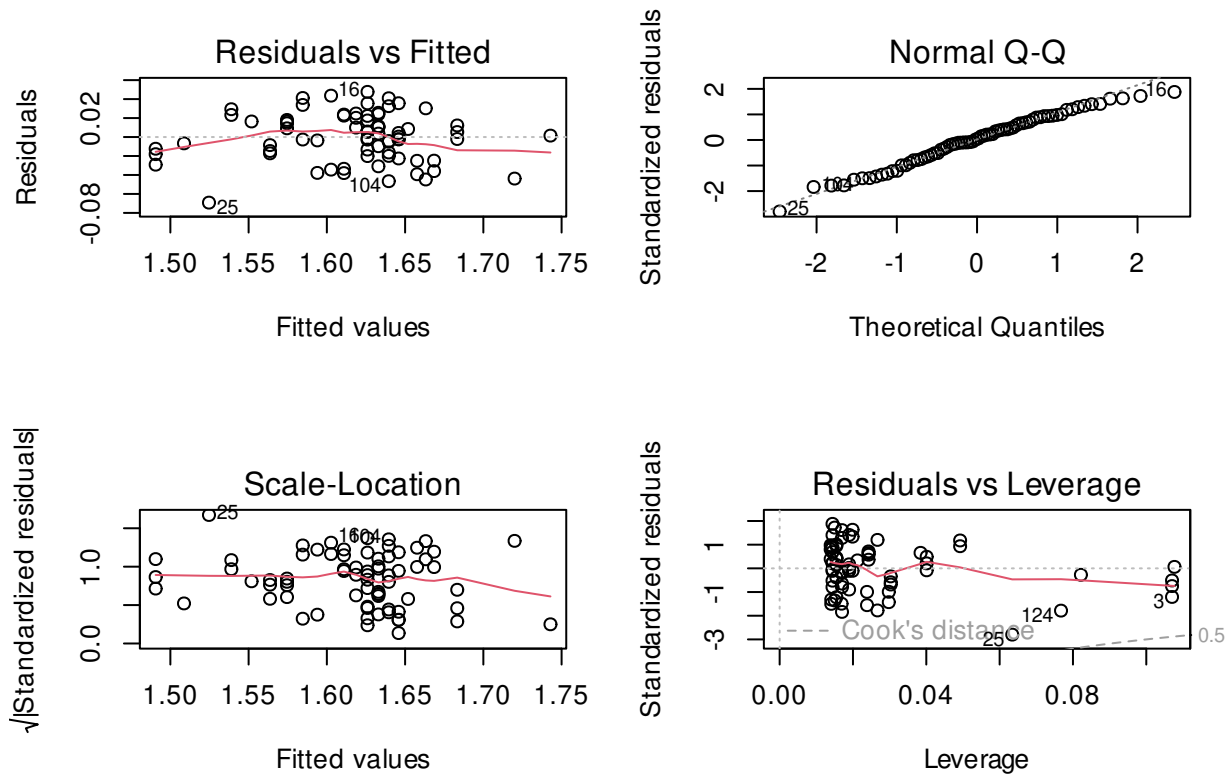 Residuals vs Fitted
Residuals
0.02
-0.08
16
104
25
1.50 1.55 1.60 1.65 1.70 1.75
Fitted values
Normal Q-Q
Standardized residuals
2
0
-2
16
104
25
-2 -1 0 1 2
Theoretical Quantiles
Scale-Location
√|Standardized residuals|
1.0
0.0
25
16
104
1.50 1.55 1.60 1.65 1.70 1.75
Fitted values
Residuals vs Leverage
Standardized residuals
1
-1
-3
3
124
25
Cook's distance
0.5
0.00 0.04 0.08
Leverage